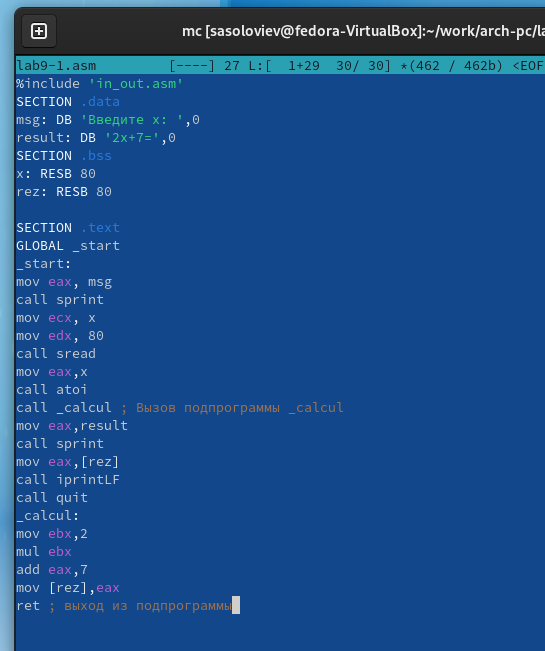 mc [sasoloviev@fedora-VirtualBox]:~/work/arch-pc/la
lab9-1.asm [----] 27 L:[ 1+29 30/ 30] *(462 / 462b) <EOF
%include 'in_out.asm'
SECTION .data
msg: DB 'Введите x: ',0
result: DB '2x+7=',0
SECTION .bss
x: RESB 80
rez: RESB 80
SECTION .text
GLOBAL _start
_start:
mov eax, msg
call sprint
mov ecx, x
mov edx, 80
call sread
mov eax,x
call atoi
call _calcul ; Вызов подпрограммы _calcul
mov eax,result
call sprint
mov eax,[rez]
call iprintLF
call quit
_calcul:
mov ebx,2
mul ebx
add eax,7
mov [rez],eax
ret ; выход из подпрограммы